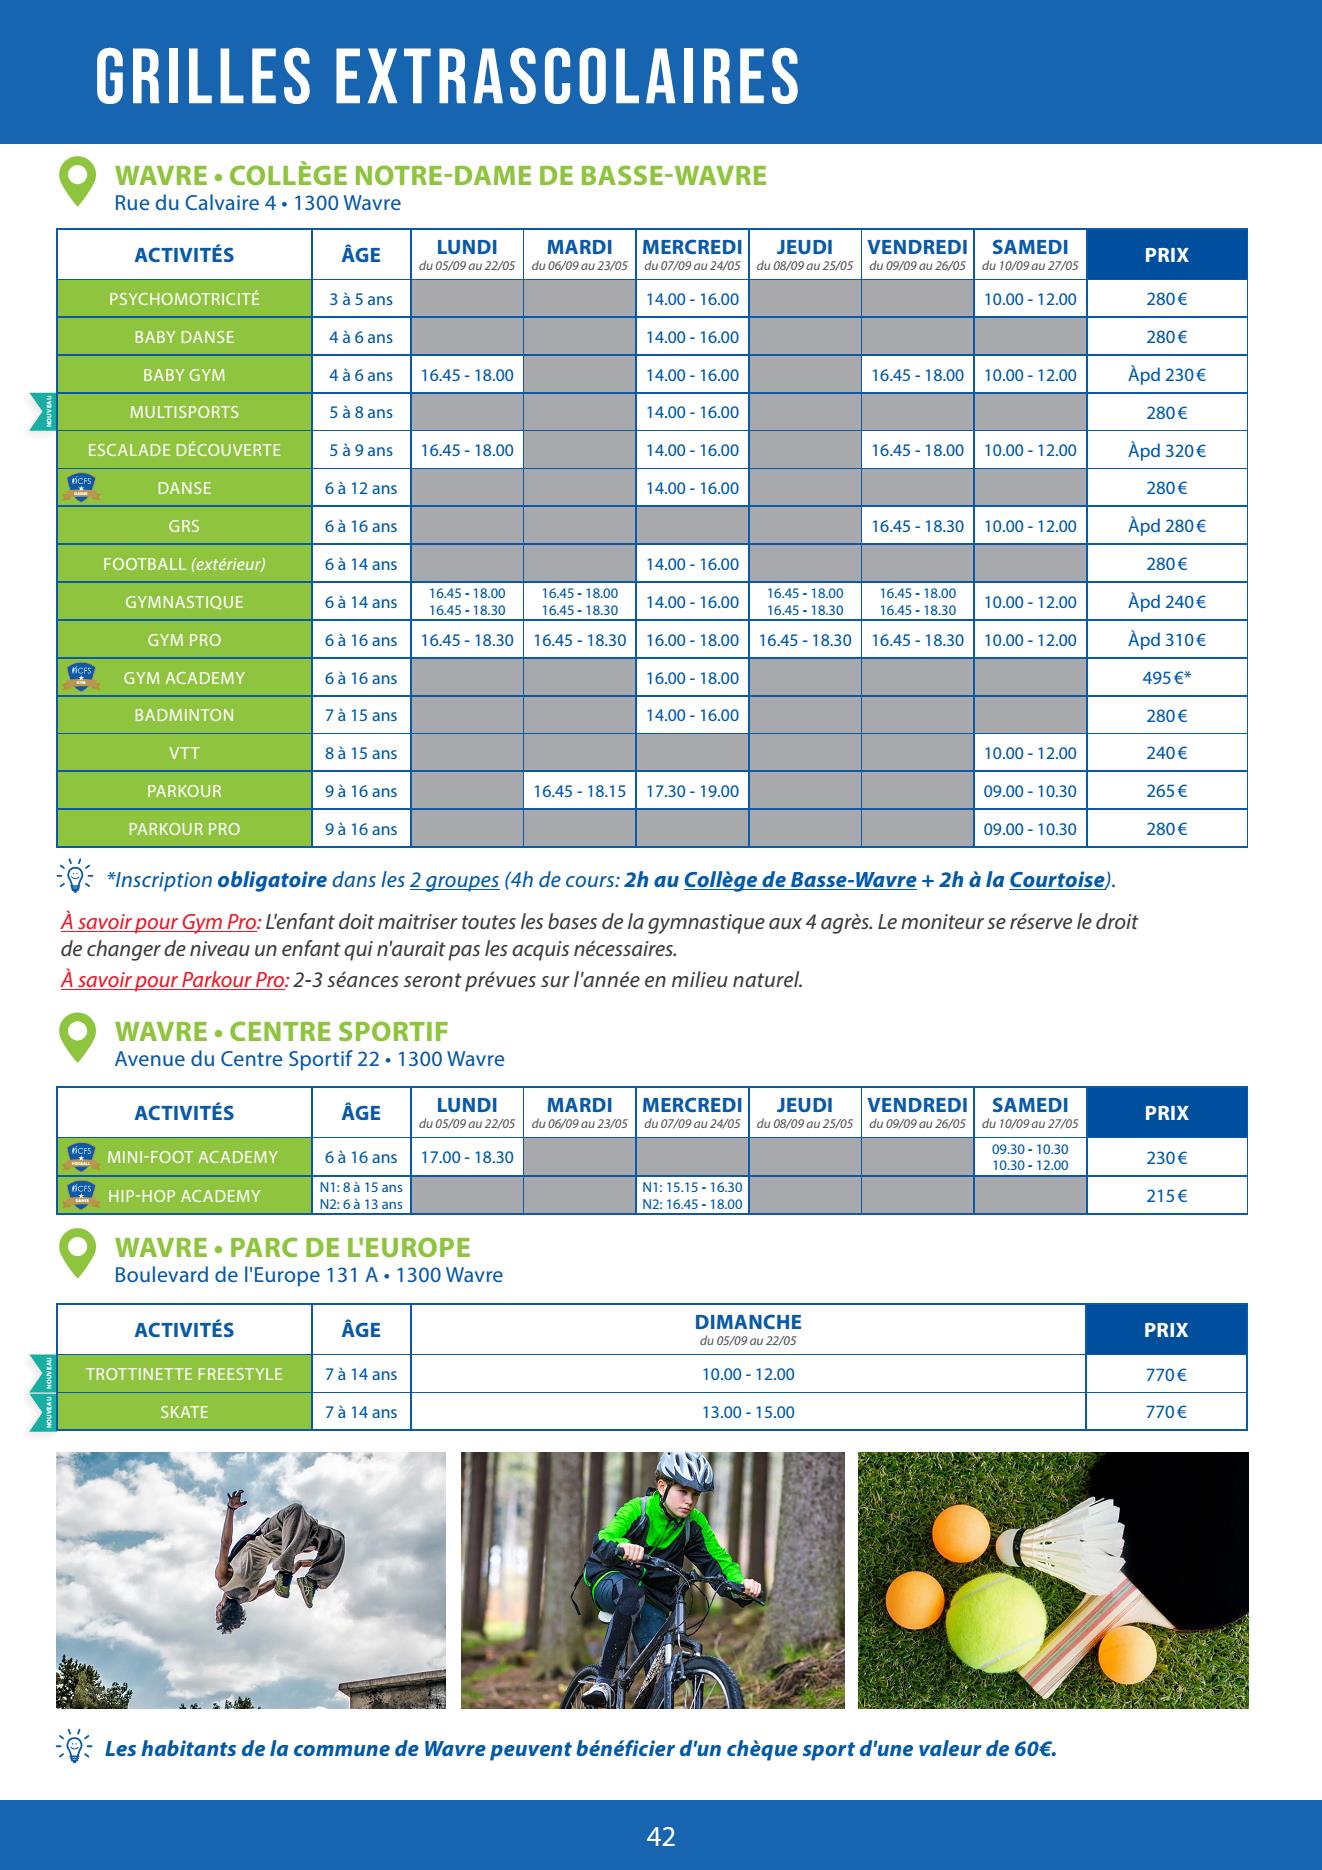 GRILLES EXTRASCOLAIRES
WAVRE • COLLÈGE NOTRE-DAME DE BASSE-WAVRE
Rue du Calvaire 4 • 1300 Wavre
ACTIVITÉS ÂGE LUNDI MARDI MERCREDI JEUDI VENDREDI SAMEDI PRIX
du 05/09 au 22/05 du 06/09 au 23/05 du 07/09 au 24/05 du 08/09 au 25/05 du 09/09 au 26/05 du 10/09 au 27/05
PSYCHOMOTRICITÉ 3 à 5 ans 14.00 - 16.00 10.00 - 12.00 280 €
BABY DANSE 4 à 6 ans 14.00 - 16.00 280 €
BABY GYM 4 à 6 ans 16.45 - 18.00 14.00 - 16.00 16.45 - 18.00 10.00 - 12.00 Àpd 230 €
NOUVEAU MULTISPORTS 5 à 8 ans 14.00 - 16.00 280 €
ESCALADE DÉCOUVERTE 5 à 9 ans 16.45 - 18.00 14.00 - 16.00 16.45 - 18.00 10.00 - 12.00 Àpd 320 €
CFS DANSE 6 à 12 ans 14.00 - 16.00 280 €
GRS 6 à 16 ans 16.45 - 18.30 10.00 - 12.00 Àpd 280 €
FOOTBALL (extérieur) 6 à 14 ans 14.00 - 16.00 280 €
GYMNASTIQUE 6 à 14 ans 16.45 - 18.00 16.45 - 18.00 14.00 - 16.00 16.45 - 18.00 16.45 - 18.00 10.00 - 12.00 Àpd 240 €
16.45 - 18.30 16.45 - 18.30 16.45 - 18.30 16.45 - 18.30
GYM PRO 6 à 16 ans 16.45 - 18.30 16.45 - 18.30 16.00 - 18.00 16.45 - 18.30 16.45 - 18.30 10.00 - 12.00 Àpd 310 €
CFS GYM ACADEMY 6 à 16 ans 16.00 - 18.00 495 €*
BADMINTON 7 à 15 ans 14.00 - 16.00 280 €
VTT 8 à 15 ans 10.00 - 12.00 240 €
PARKOUR 9 à 16 ans 16.45 - 18.15 17.30 - 19.00 09.00 - 10.30 265 €
PARKOUR PRO 9 à 16 ans 09.00 - 10.30 280 €
*Inscription obligatoire dans les 2 groupes (4h de cours: 2h au Collège de Basse-Wavre + 2h à la Courtoise).
À savoir pour Gym Pro: L'enfant doit maitriser toutes les bases de la gymnastique aux 4 agrès. Le moniteur se réserve le droit
de changer de niveau un enfant qui n'aurait pas les acquis nécessaires.
À savoir pour Parkour Pro: 2-3 séances seront prévues sur l'année en milieu naturel.
WAVRE • CENTRE SPORTIF
Avenue du Centre Sportif 22 • 1300 Wavre
ACTIVITÉS ÂGE LUNDI MARDI MERCREDI JEUDI VENDREDI SAMEDI PRIX
du 05/09 au 22/05 du 06/09 au 23/05 du 07/09 au 24/05 du 08/09 au 25/05 du 09/09 au 26/05 du 10/09 au 27/05
CFS MINI-FOOT ACADEMY 6 à 16 ans 17.00 - 18.30 09.30 - 10.30 230 €
10.30 - 12.00
CFS HIP-HOP ACADEMY N1: 8 à 15 ans N1: 15.15 - 16.30 215 €
N2: 6 à 13 ans N2: 16.45 - 18.00
WAVRE • PARC DE L'EUROPE
Boulevard de l'Europe 131 A • 1300 Wavre
ACTIVITÉS ÂGE DIMANCHE PRIX
du 05/09 au 22/05
NOUVEAU TROTTINETTE FREESTYLE 7 à 14 ans 10.00 - 12.00 770 €
NOUVEAU SKATE 7 à 14 ans 13.00 - 15.00 770 €
Les habitants de la commune de Wavre peuvent bénéficier d'un chèque sport d'une valeur de 60€.
42